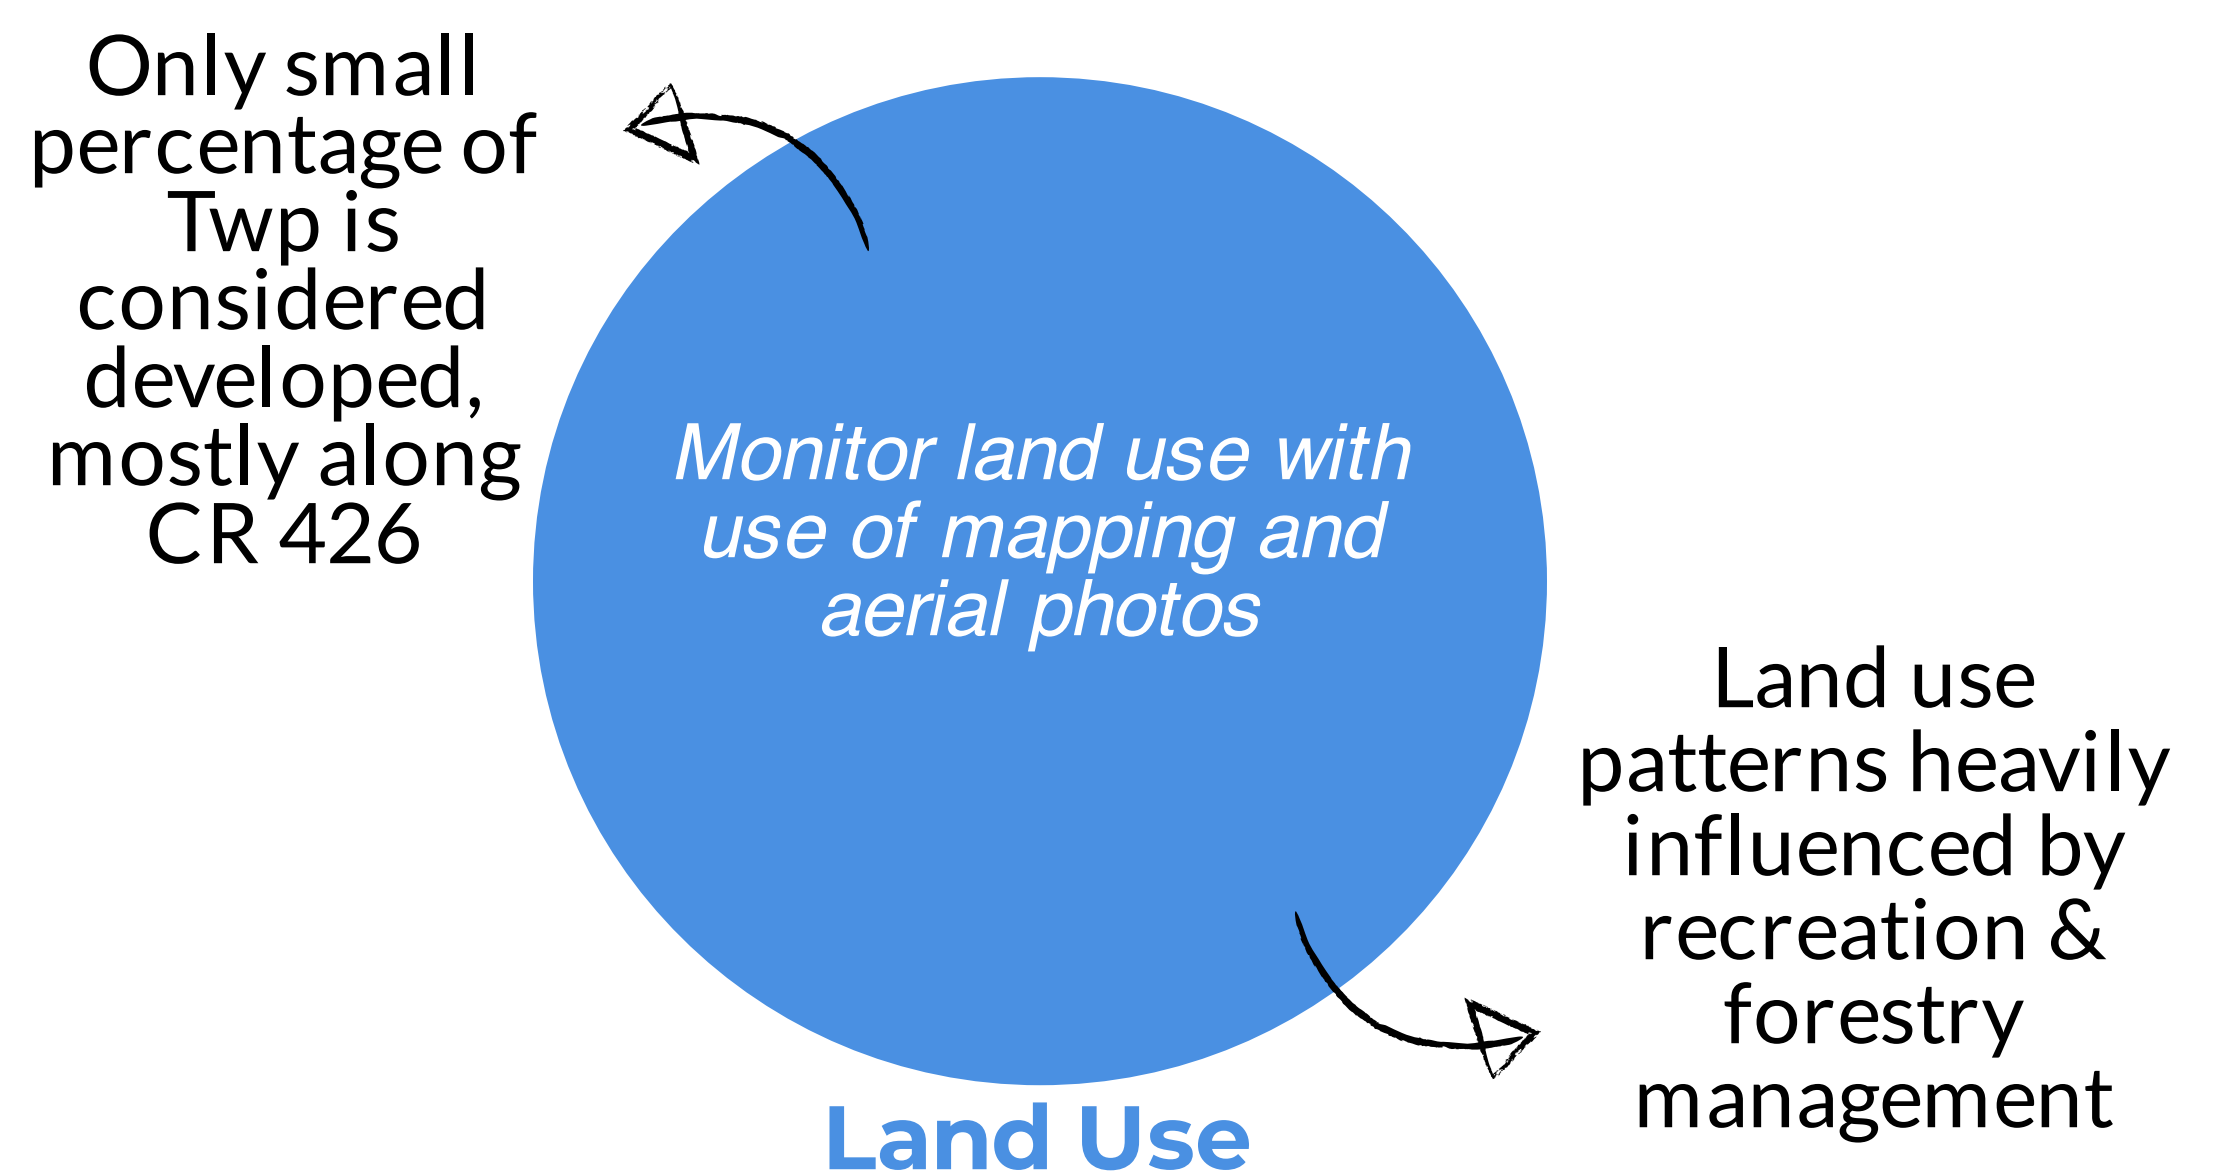 Only small
percentage of
Twp is
considered
developed,
mostly along
CR 426
Monitor land use with
use of mapping and
aerial photos
Land use
patterns heavily
influenced by
recreation &
forestry
management
Land Use